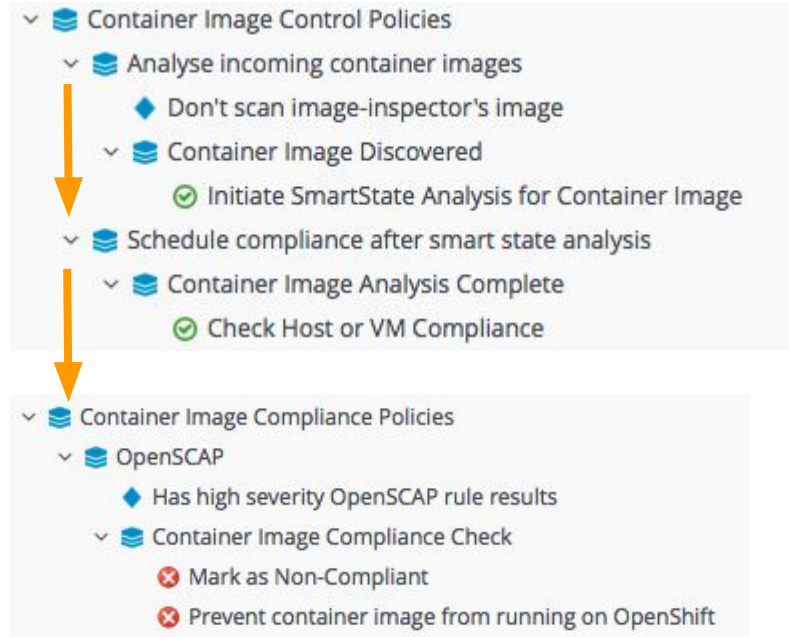 Container Image Control Policies
Analyse incoming container images
Don't scan image-inspector's image
Container Image Discovered
Initiate SmartState Analysis for Container Image
Schedule compliance after smart state analysis
Container Image Analysis Complete
Check Host or VM Compliance
Container Image Compliance Policies
OpenSCAP
Has high severity OpenSCAP rule results
Container Image Compliance Check
Mark as Non-Compliant
Prevent container image from running on OpenShift